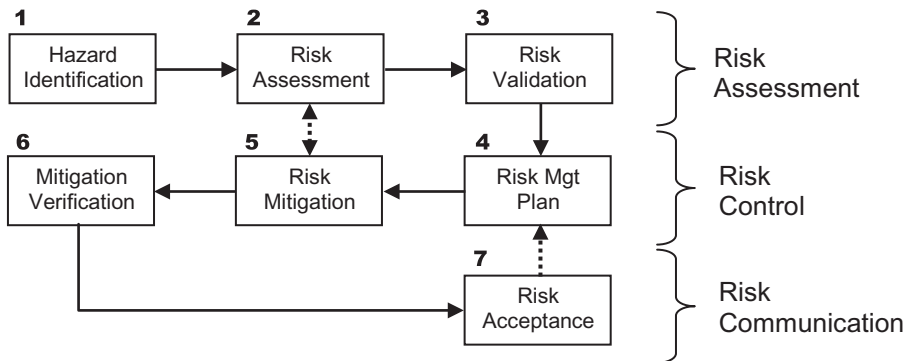 1
Hazard
Identification
2
Risk
Assessment
3
Risk
Validation
Risk
Assessment
6
Mitigation
Verification
5
Risk
Mitigation
4
Risk Mgt
Plan
Risk
Control
7
Risk
Acceptance
Risk
Communication